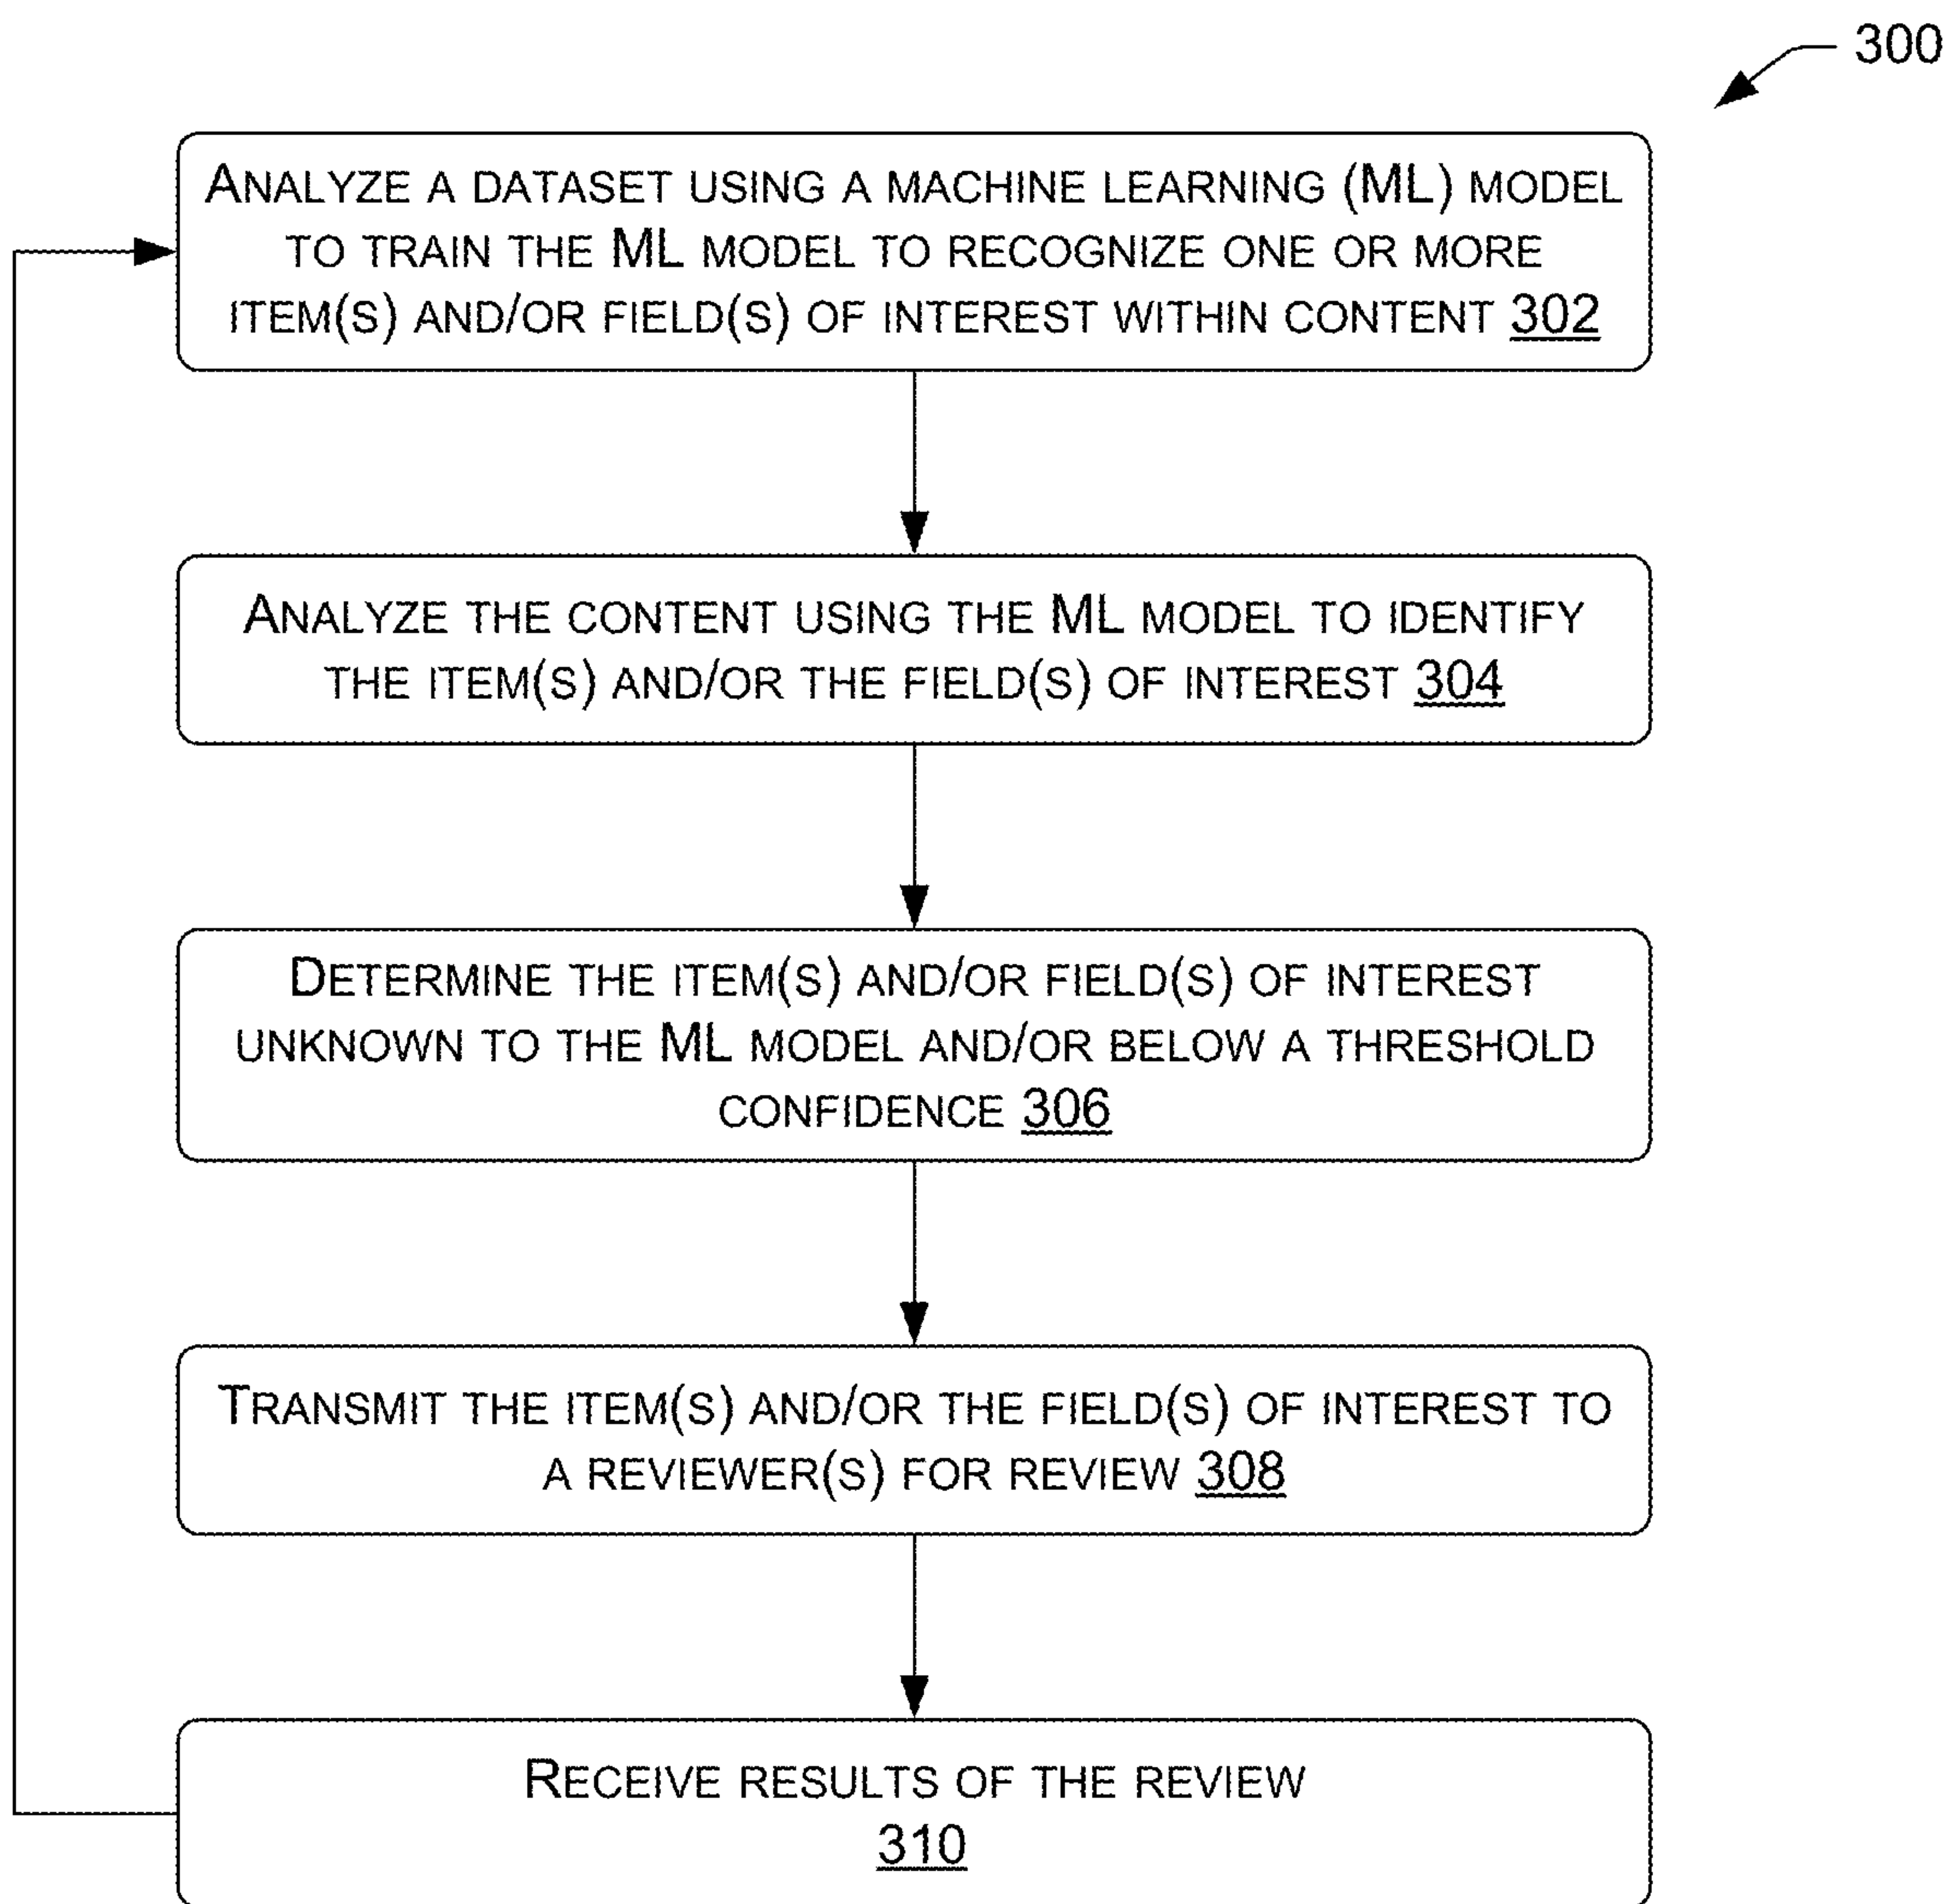 300
ANALYZE A DATASET USING A MACHINE LEARNING (ML) MODEL
TO TRAIN THE ML MODEL TO RECOGNIZE ONE OR MORE
ITEM(S) AND/OR FIELD(S) OF INTEREST WITHIN CONTENT 302
ANALYZE THE CONTENT USING THE ML MODEL TO IDENTIFY
THE ITEM(S) AND/OR THE FIELD(S) OF INTEREST 304
DETERMINE THE ITEM(S) AND/OR FIELD(S) OF INTEREST
UNKNOWN TO THE ML MODEL AND/OR BELOW A THRESHOLD
CONFIDENCE 306
TRANSMIT THE ITEM(S) AND/OR THE FIELD(S) OF INTEREST TO
A REVIEWER(S) FOR REVIEW 308
RECEIVE RESULTS OF THE REVIEW
310